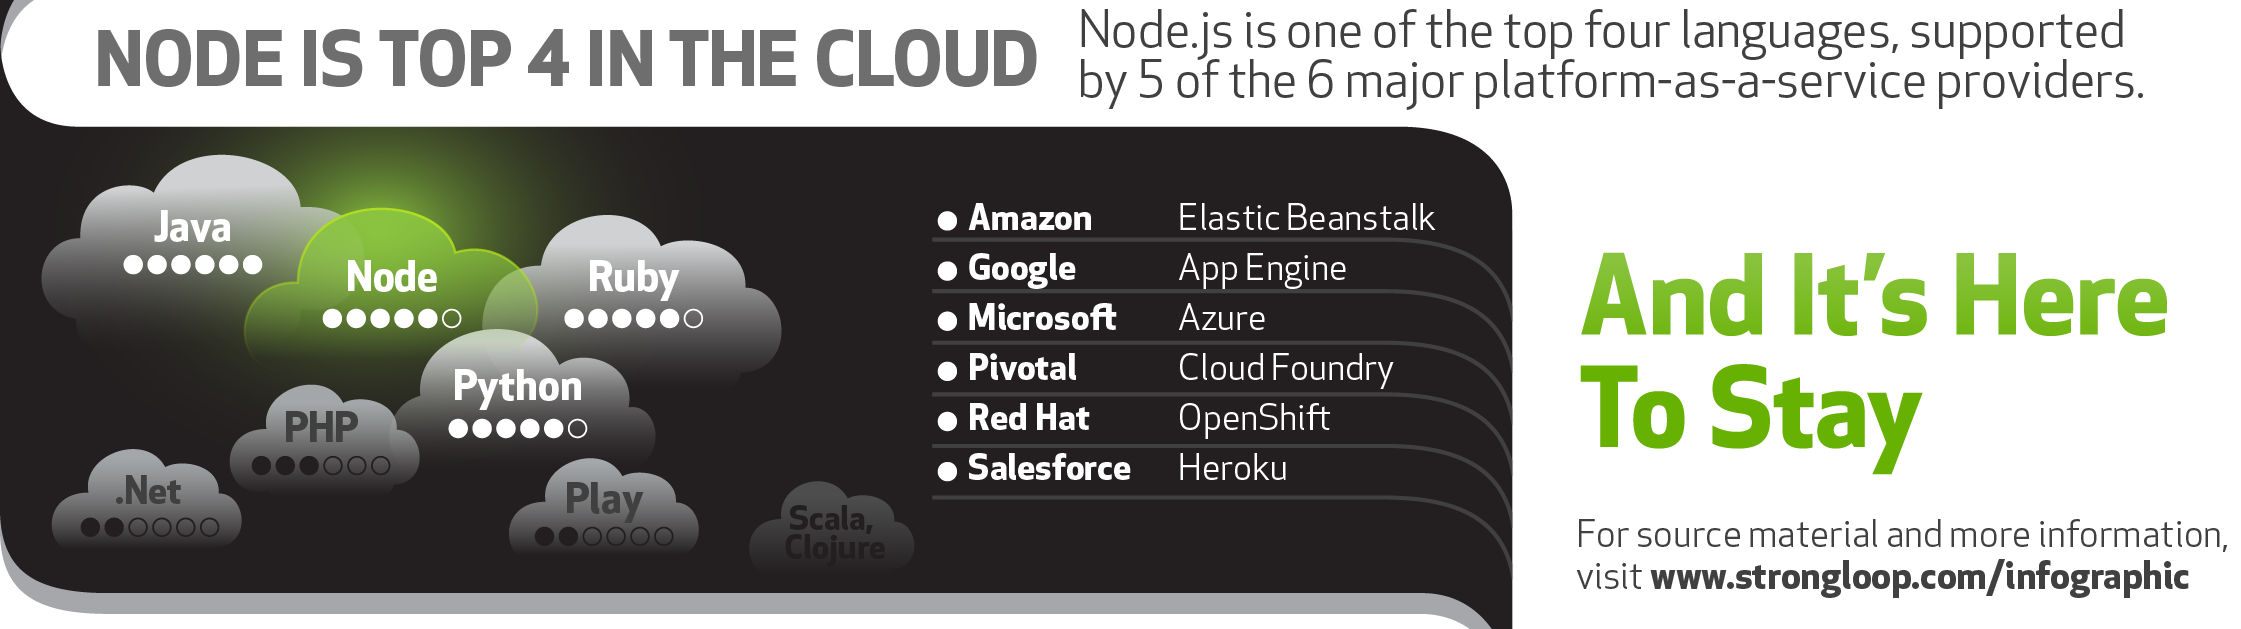 NODE IS TOP 4 IN THE CLOUD
Node.js is one of the top four languages, supported
by 5 of the 6 major platform-as-a-service providers.
Java
Node
Ruby
Python
PHP
.Net
Play
Scala,
Clojure
Amazon Elastic Beanstalk
Google App Engine
Microsoft Azure
Pivotal Cloud Foundry
Red Hat OpenShift
Salesforce Heroku
And It's Here
To Stay
For source material and more information,
visit www.strongloop.com/infographic